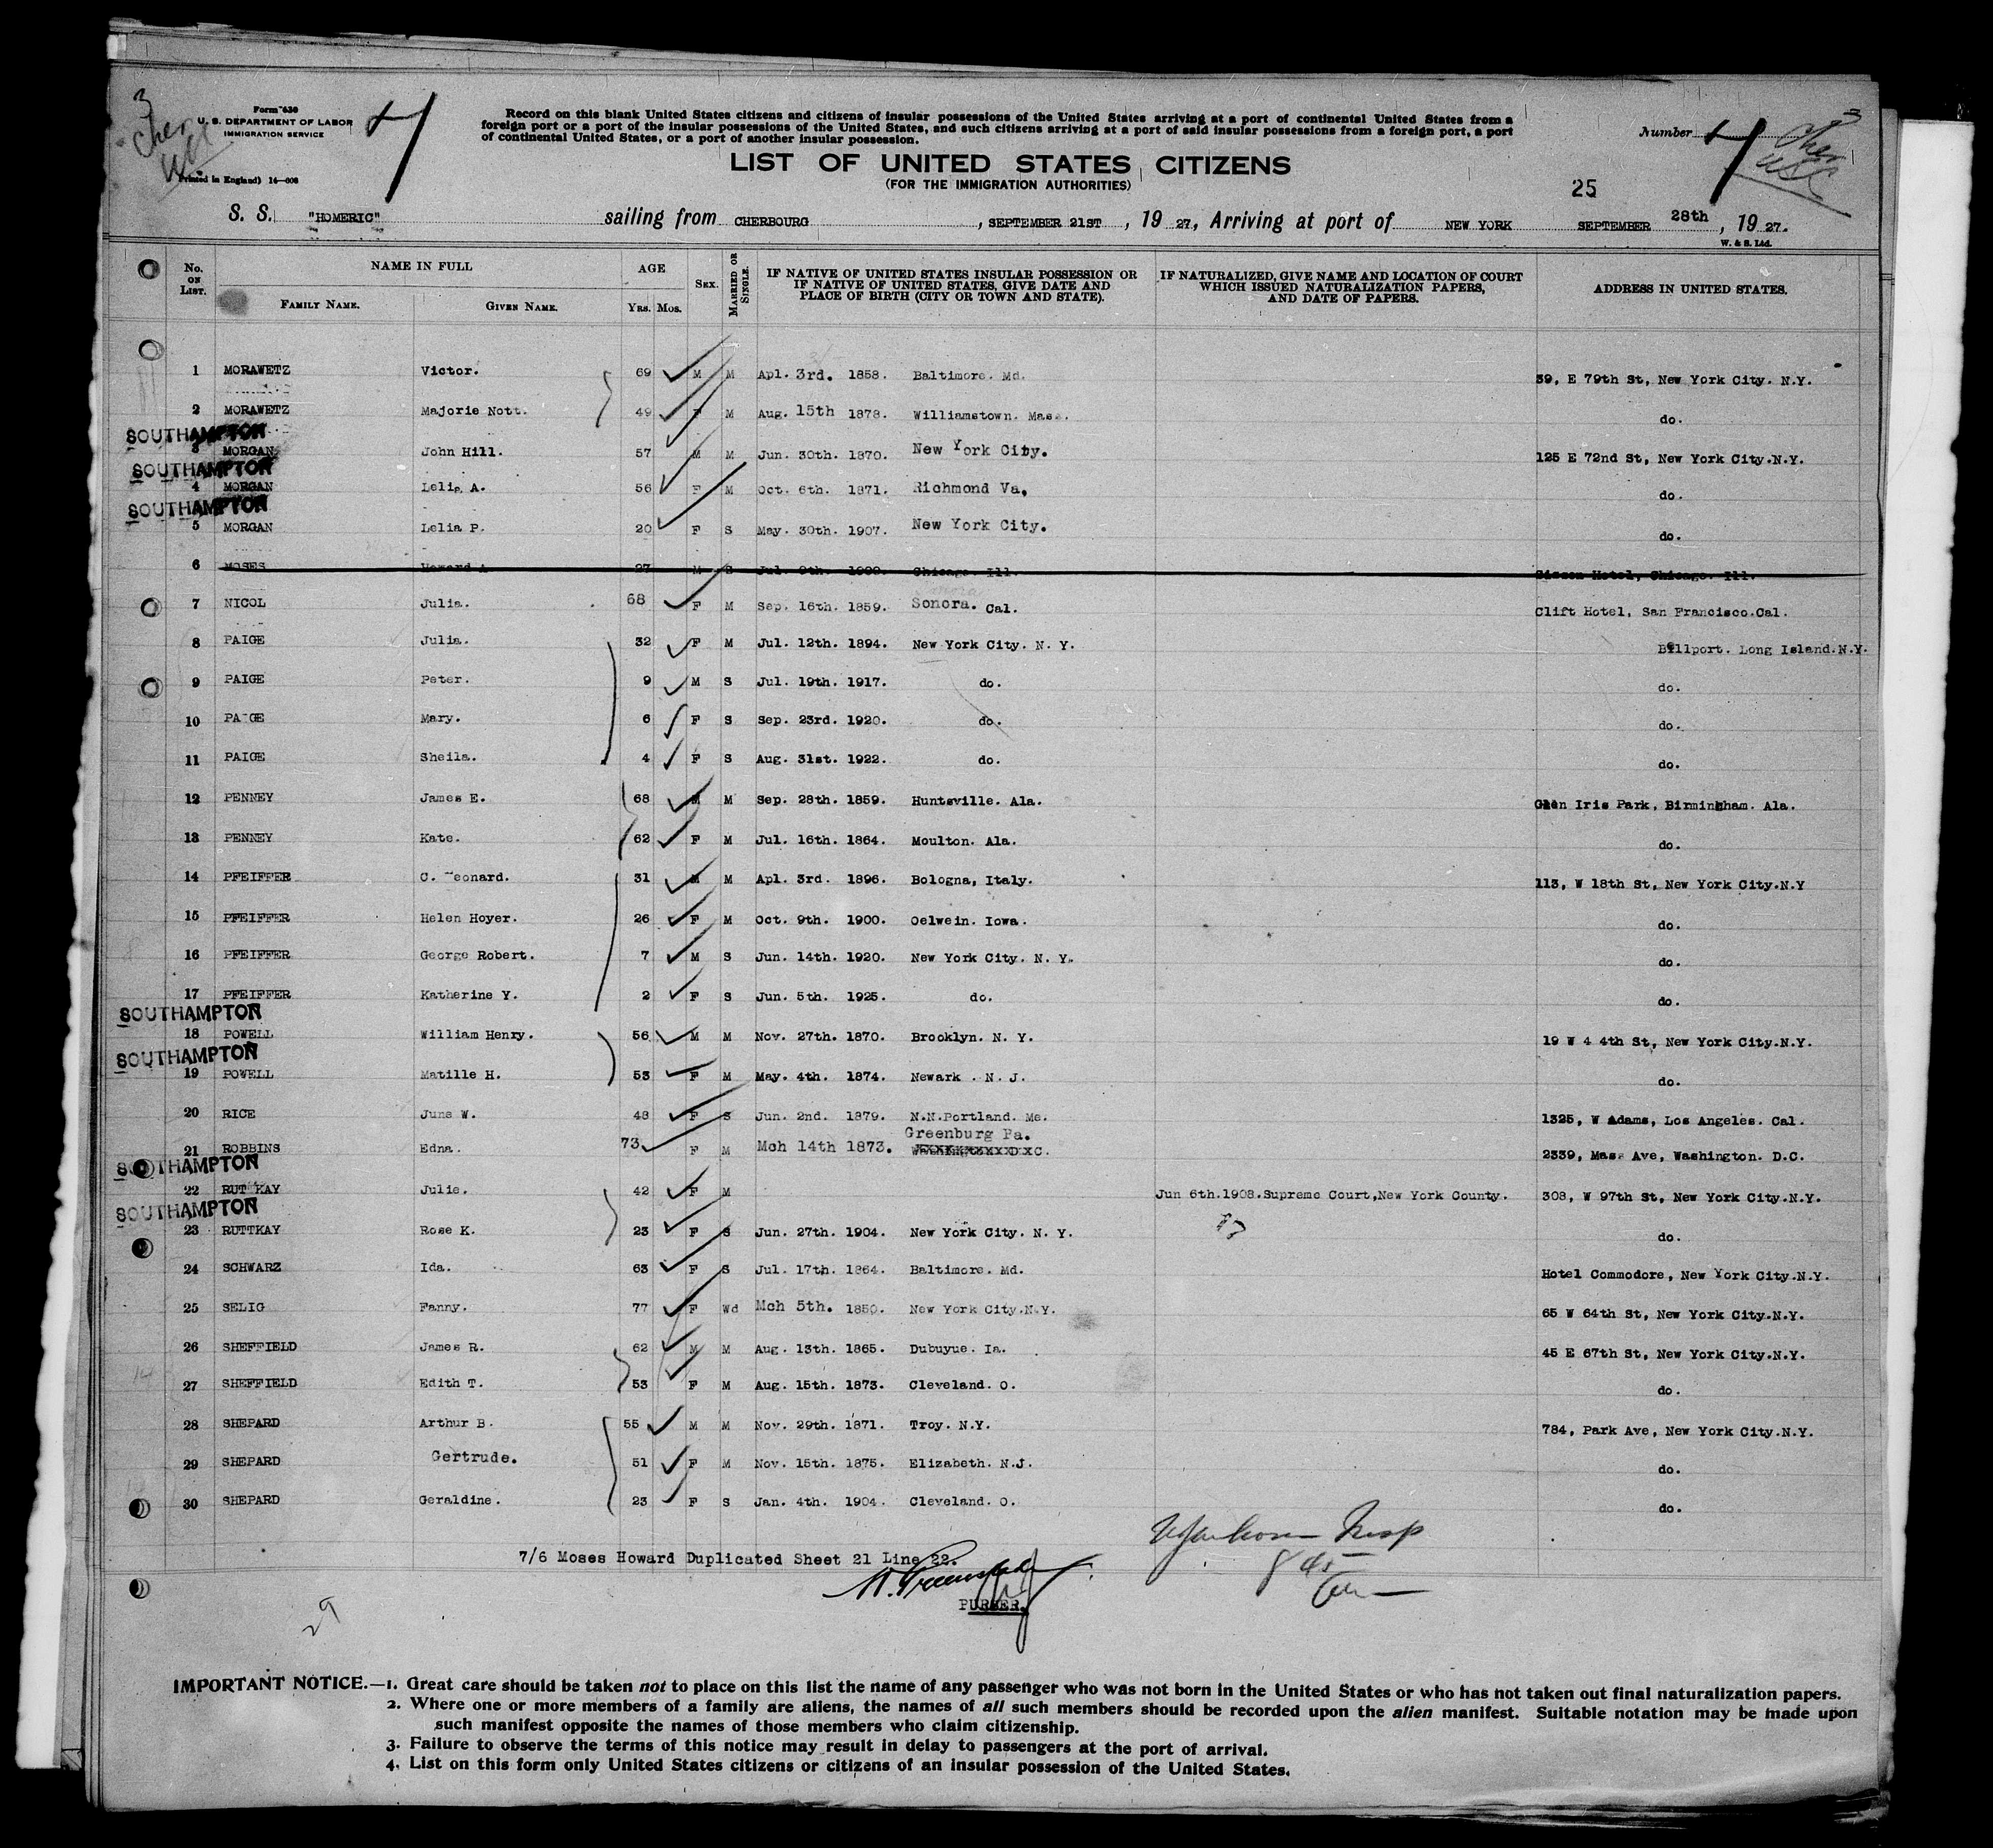 3
Cher
USC
Form 630
U. S. DEPARTMENT OF LABOR
IMMIGRATION SERVICE
Printed in England) 14—608
Record on this blank United States citizens and citizens of insular possessions of the United States arriving at a port of continental United States from a
foreign port or a port of the insular possessions of the United States, and such citizens arriving at a port of said insular possessions from a foreign port, a port
of continental United States, or a port of another insular possession.
Number
3
Cher
USC
LIST OF UNITED STATES CITIZENS
(FOR THE IMMIGRATION AUTHORITIES)
25
S. S. "HOMERIC" sailing from CHERBOURG, SEPTEMBER 21ST, 19 27, Arriving at port of NEW YORK SEPTEMBER 28th, 19 27.
W. & S. Ltd.
No. ON LIST. NAME IN FULL AGE SEX. MARRIED OR SINGLE. IF NATIVE OF UNITED STATES INSULAR POSSESSION OR IF NATIVE OF UNITED STATES, GIVE DATE AND PLACE OF BIRTH (CITY OR TOWN AND STATE). IF NATURALIZED, GIVE NAME AND LOCATION OF COURT WHICH ISSUED NATURALIZATION PAPERS, AND DATE OF PAPERS. ADDRESS IN UNITED STATES.
FAMILY NAME. GIVEN NAME. YRS. MOS.
1 MORAWETZ Victor. 69 M M Apl. 3rd. 1858. Baltimore. Md. 39, E 79th St, New York City. N.Y.
2 MORAWETZ Majorie Nott. 49 F M Aug. 15th 1878. Williamstown. Mass. do.
SOUTHAMPTON
3 MORGAN John Hill. 57 M M Jun. 30th. 1870. New York City. 125 E 72nd St, New York City.N.Y.
SOUTHAMPTON
4 MORGAN Lelia A. 56 F M Oct. 6th. 1871. Richmond Va. do.
SOUTHAMPTON
5 MORGAN Lelia P. 20 F S May. 30th. 1907. New York City. do.
6 MOSES Howard A 27 M S Jul. 9th. Chicago. Ill. Hotel, Chicago. Ill.
7 NICOL Julia. 68 F M Sep. 16th. 1859. Sonora. Cal. Clift Hotel, San Francisco.Cal.
8 PAIGE Julia. 32 F M Jul. 12th. 1894. New York City. N. Y. Bellport. Long Island.N.Y.
9 PAIGE Peter. 9 M S Jul. 19th. 1917. do. do.
10 PAIGE Mary. 6 F S Sep. 23rd. 1920. do. do.
11 PAIGE Sheila. 4 F S Aug. 31st. 1922. do. do.
12 PENNEY James E. 68 M M Sep. 28th. 1859. Huntsville. Ala. Glen Iris Park, Birmingham. Ala.
13 PENNEY Kate. 62 F M Jul. 16th. 1864. Moulton. Ala. do.
14 PFEIFFER C. Leonard. 31 M M Apl. 3rd. 1896. Bologna, Italy. 113, W 18th St, New York City.N.Y
15 PFEIFFER Helen Hoyer. 26 F M Oct. 9th. 1900. Oelwein. Iowa. do.
16 PFEIFFER George Robert. 7 M S Jun. 14th. 1920. New York City. N. Y. do.
17 PFEIFFER Katherine Y. 2 F S Jun. 5th. 1925. do. do.
SOUTHAMPTON
18 POWELL William Henry. 56 M M Nov. 27th. 1870. Brooklyn. N. Y. 19 W 4 4th St, New York City.N.Y.
SOUTHAMPTON
19 POWELL Matille H. 53 F M May. 4th. 1874. Newark . N. J. do.
20 RICE June W. 48 F S Jun. 2nd. 1879. N.N.Portland. Me. 1325, W Adams, Los Angeles. Cal.
Greenburg Pa.
21 ROBBINS Edna. 73 F M Mch 14th 1873. 2339, Mass Ave, Washington. D.C.
SOUTHAMPTON
22 RUTTKAY Julie. 42 F M Jun 6th.1908.Supreme Court,New York County. 308, W 97th St, New York City.N.Y.
SOUTHAMPTON
23 RUTTKAY Rose K. 23 F S Jun. 27th. 1904. New York City. N. Y. do.
24 SCHWARZ Ida. 63 F S Jul. 17th. 1864. Baltimore. Md. Hotel Commodore, New York City.N.Y.
25 SELIG Fanny. 77 F Wd Mch 5th. 1850. New York City.N.Y. 65 W 64th St, New York City.N.Y.
26 SHEFFIELD James R. 62 M M Aug. 13th. 1865. Dubuyue. Ia. 45 E 67th St, New York City.N.Y.
27 SHEFFIELD Edith T. 53 F M Aug. 15th. 1873. Cleveland. O. do.
28 SHEPARD Arthur B. 55 M M Nov. 29th. 1871. Troy. N.Y. 784, Park Ave, New York City.N.Y.
29 SHEPARD Gertrude. 51 F M Nov. 15th. 1875. Elizabeth. N.J. do.
30 SHEPARD Geraldine. 23 F S Jan. 4th. 1904. Cleveland. O. do.
7/6 Moses Howard Duplicated Sheet 21 Line 22.
PURSER.
29
IMPORTANT NOTICE.—1. Great care should be taken not to place on this list the name of any passenger who was not born in the United States or who has not taken out final naturalization papers.
2. Where one or more members of a family are aliens, the names of all such members should be recorded upon the alien manifest. Suitable notation may be made upon
such manifest opposite the names of those members who claim citizenship.
3. Failure to observe the terms of this notice may result in delay to passengers at the port of arrival.
4. List on this form only United States citizens or citizens of an insular possession of the United States.